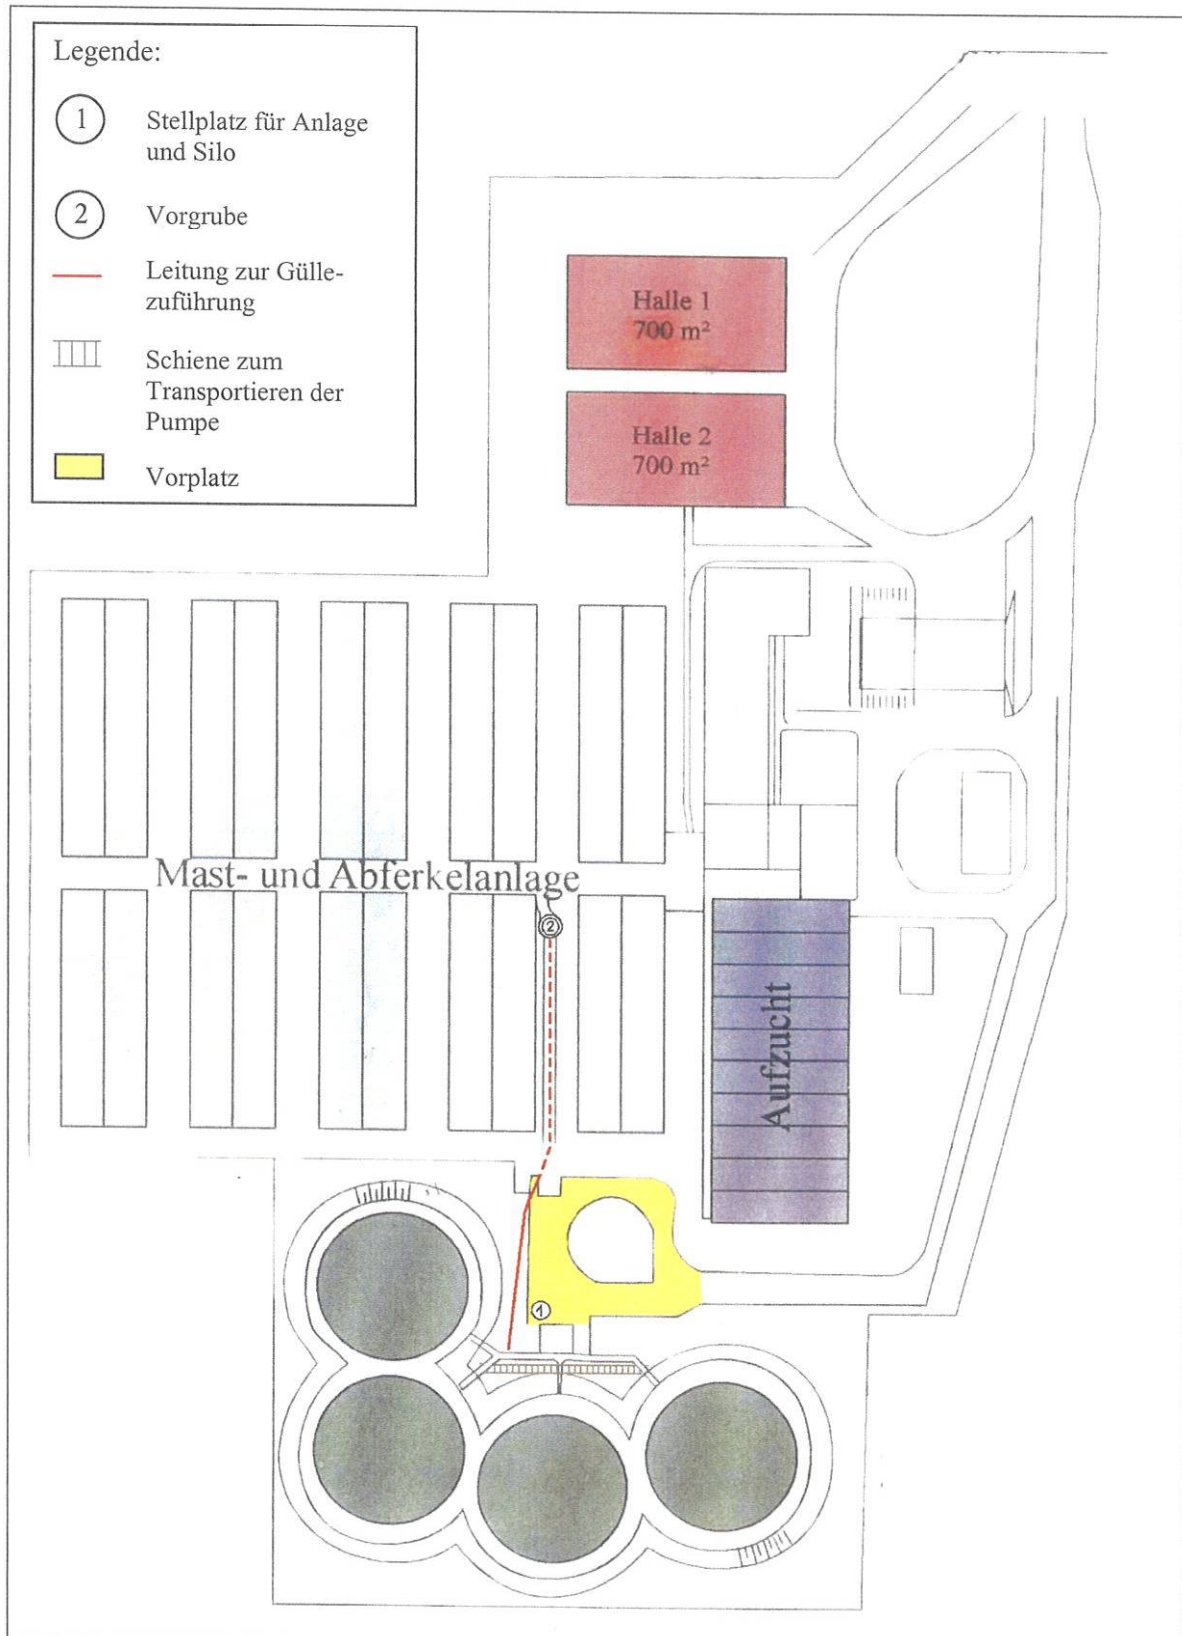 Legende:
1
Stellplatz für Anlage
und Silo
2
Vorgrube
Leitung zur Gülle-
zuführung
Schiene zum
Transportieren der
Pumpe
Vorplatz
Halle 1
700 m²
Halle 2
700 m²
Mast- und Abferkelanlage
2
Aufzucht
1